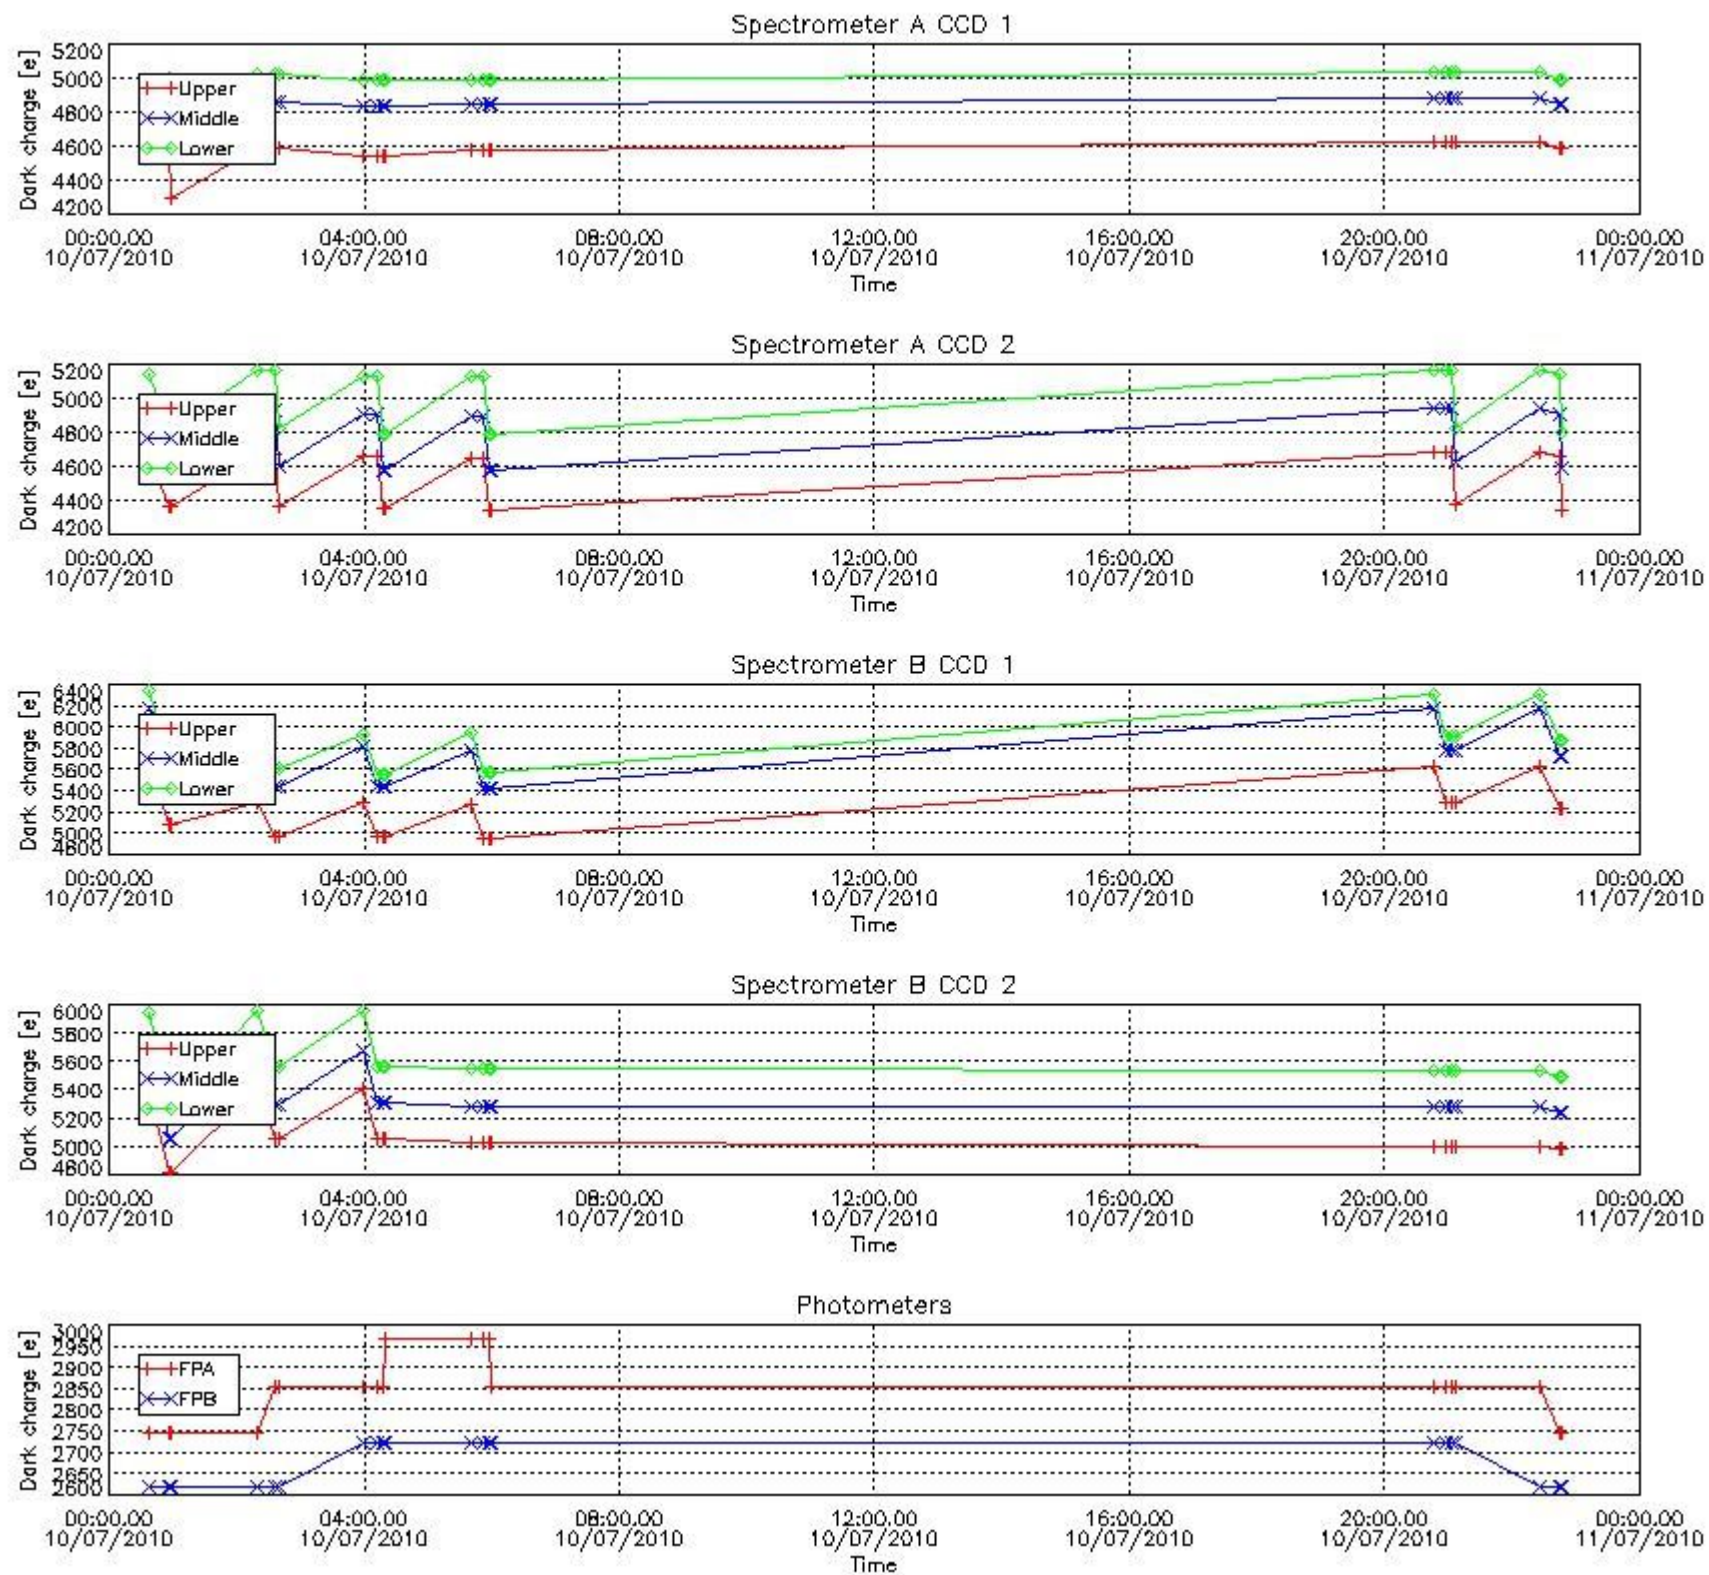 Spectrometer A CCD 1
Dark charge [e]
5200
5000
4800
4600
4400
4200
Upper
Middle
Lower
00:00.00 04:00.00 08:00.00 12:00.00 16:00.00 20:00.00 00:00.00
10/07/2010 10/07/2010 10/07/2010 10/07/2010 10/07/2010 10/07/2010 11/07/2010
Time
Spectrometer A CCD 2
Dark charge [e]
5200
5000
4800
4600
4400
4200
Upper
Middle
Lower
00:00.00 04:00.00 08:00.00 12:00.00 16:00.00 20:00.00 00:00.00
10/07/2010 10/07/2010 10/07/2010 10/07/2010 10/07/2010 10/07/2010 11/07/2010
Time
Spectrometer B CCD 1
Dark charge [e]
6400
6200
6000
5800
5600
5400
5200
5000
4800
Upper
Middle
Lower
00:00.00 04:00.00 08:00.00 12:00.00 16:00.00 20:00.00 00:00.00
10/07/2010 10/07/2010 10/07/2010 10/07/2010 10/07/2010 10/07/2010 11/07/2010
Time
Spectrometer B CCD 2
Dark charge [e]
6000
5800
5600
5400
5200
5000
4800
Upper
Middle
Lower
00:00.00 04:00.00 08:00.00 12:00.00 16:00.00 20:00.00 00:00.00
10/07/2010 10/07/2010 10/07/2010 10/07/2010 10/07/2010 10/07/2010 11/07/2010
Time
Photometers
Dark charge [e]
3000
2950
2900
2850
2800
2750
2700
2650
2600
FPA
FPB
00:00.00 04:00.00 08:00.00 12:00.00 16:00.00 20:00.00 00:00.00
10/07/2010 10/07/2010 10/07/2010 10/07/2010 10/07/2010 10/07/2010 11/07/2010
Time